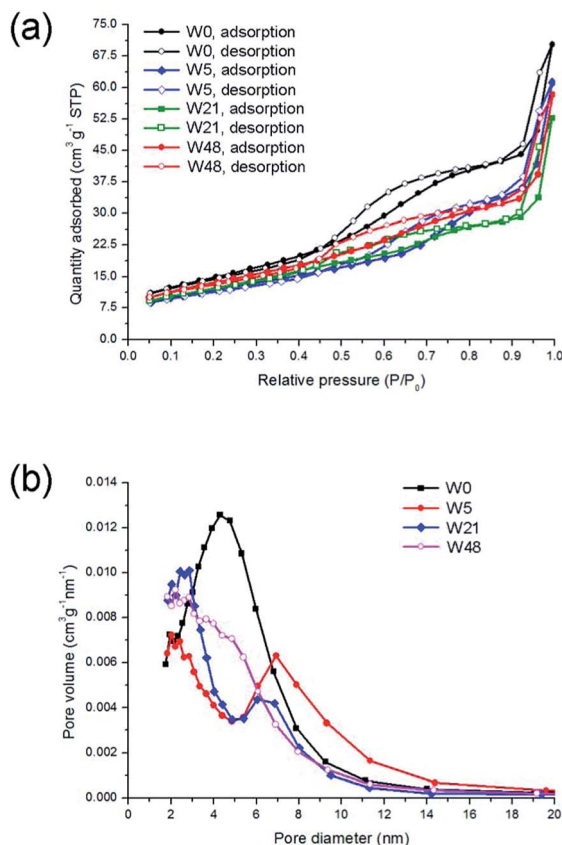 (a)
W0, adsorption
W0, desorption
W5, adsorption
W5, desorption
W21, adsorption
W21, desorption
W48, adsorption
W48, desorption
Quantity adsorbed (cm³ g⁻¹ STP)
75.0
67.5
60.0
52.5
45.0
37.5
30.0
22.5
15.0
7.5
0.0
0.0 0.1 0.2 0.3 0.4 0.5 0.6 0.7 0.8 0.9 1.0
Relative pressure (P/P₀)
(b)
W0
W5
W21
W48
Pore volume (cm³g⁻¹nm⁻¹)
0.014
0.012
0.010
0.008
0.006
0.004
0.002
0.000
0 2 4 6 8 10 12 14 16 18 20
Pore diameter (nm)